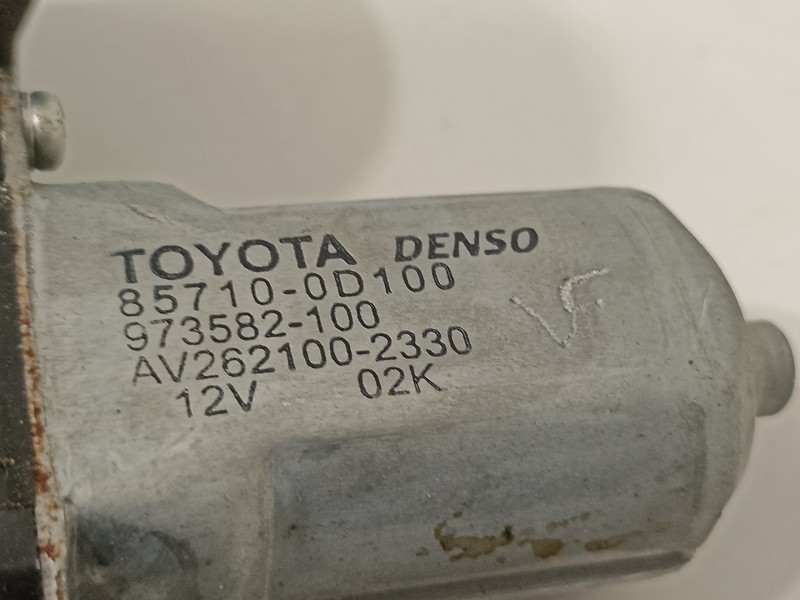 TOYOTA DENSO
85710-0D100
973582-100
AV262100-2330
12V 02K